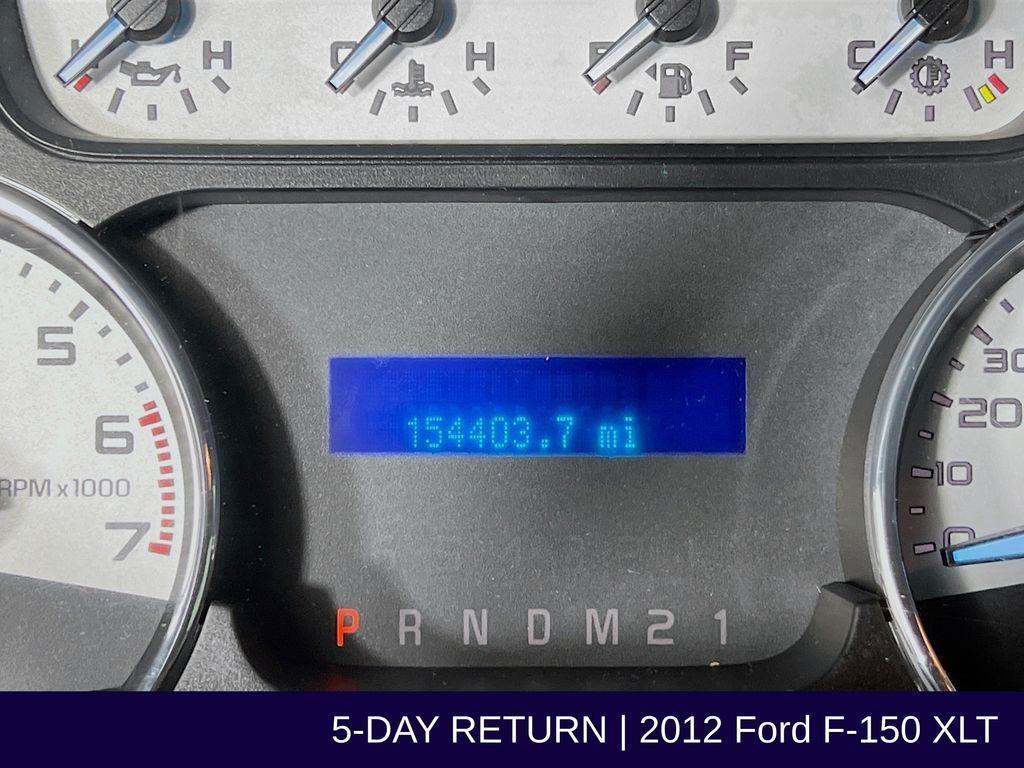 L H C H E F C H
5
6
RPM x1000
7
154403.7 mi
30
20
10
0
P R N D M 2 1
5-DAY RETURN | 2012 Ford F-150 XLT